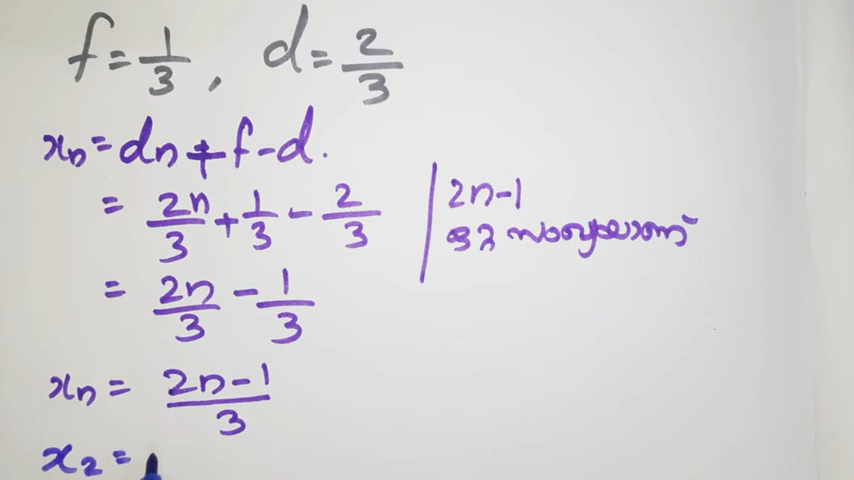 f = 1/3 , d = 2/3
xₙ = dn + f - d.
= 2n/3 + 1/3 - 2/3
2n-1
ഒറ്റ സംഖ്യയാണ്
= 2n/3 - 1/3
xₙ = (2n-1)/3
x₂ =